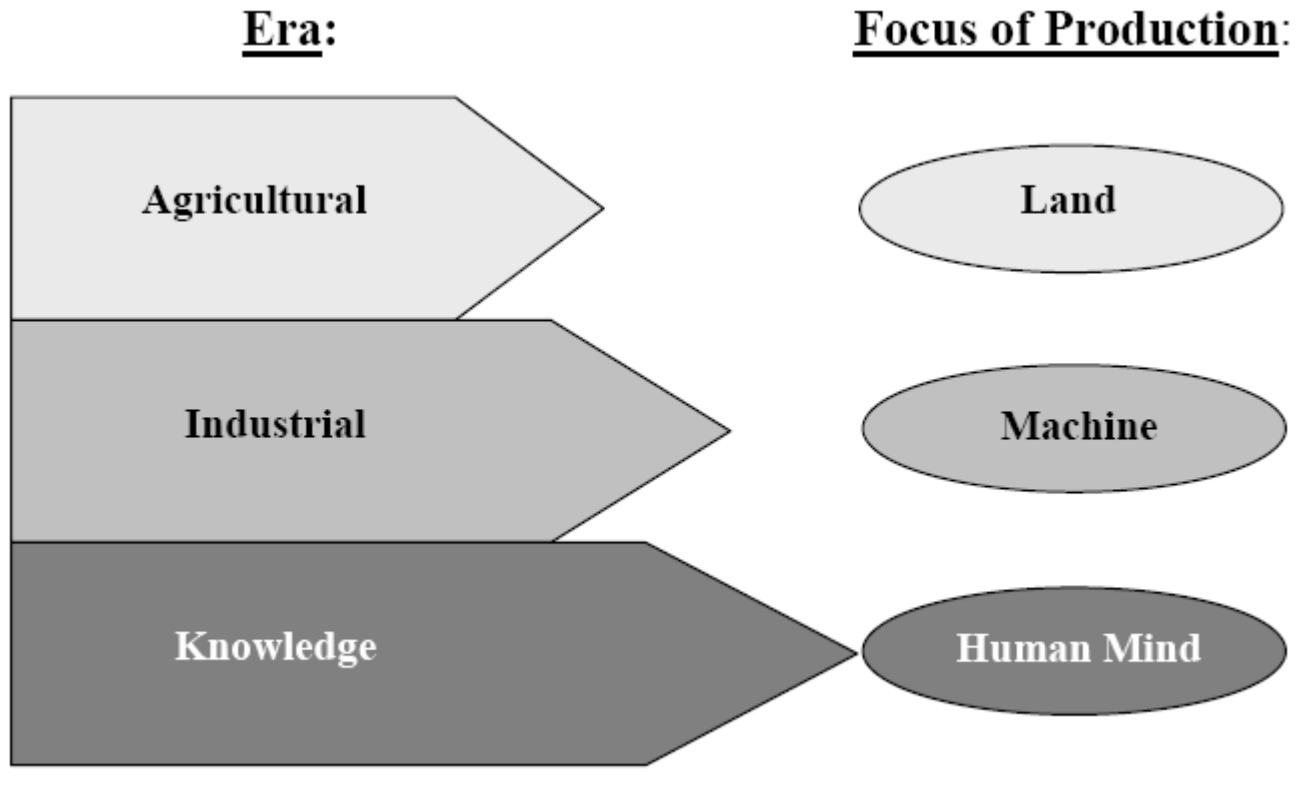 Era:
Focus of Production:
Agricultural
Land
Industrial
Machine
Knowledge
Human Mind